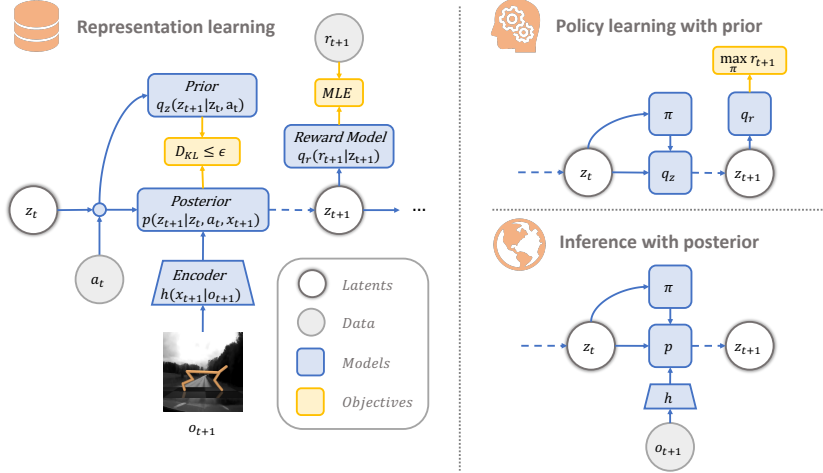 Representation learning
r_{t+1}
Prior
q_z(z_{t+1}|z_t, a_t)
MLE
D_{KL} ≤ ϵ
Reward Model
q_r(r_{t+1}|z_{t+1})
z_t
Posterior
p(z_{t+1}|z_t, a_t, x_{t+1})
z_{t+1}
...
a_t
Encoder
h(x_{t+1}|o_{t+1})
o_{t+1}
Latents
Data
Models
Objectives
Policy learning with prior
max_π r_{t+1}
π
q_r
z_t
q_z
z_{t+1}
Inference with posterior
π
z_t
p
z_{t+1}
h
o_{t+1}